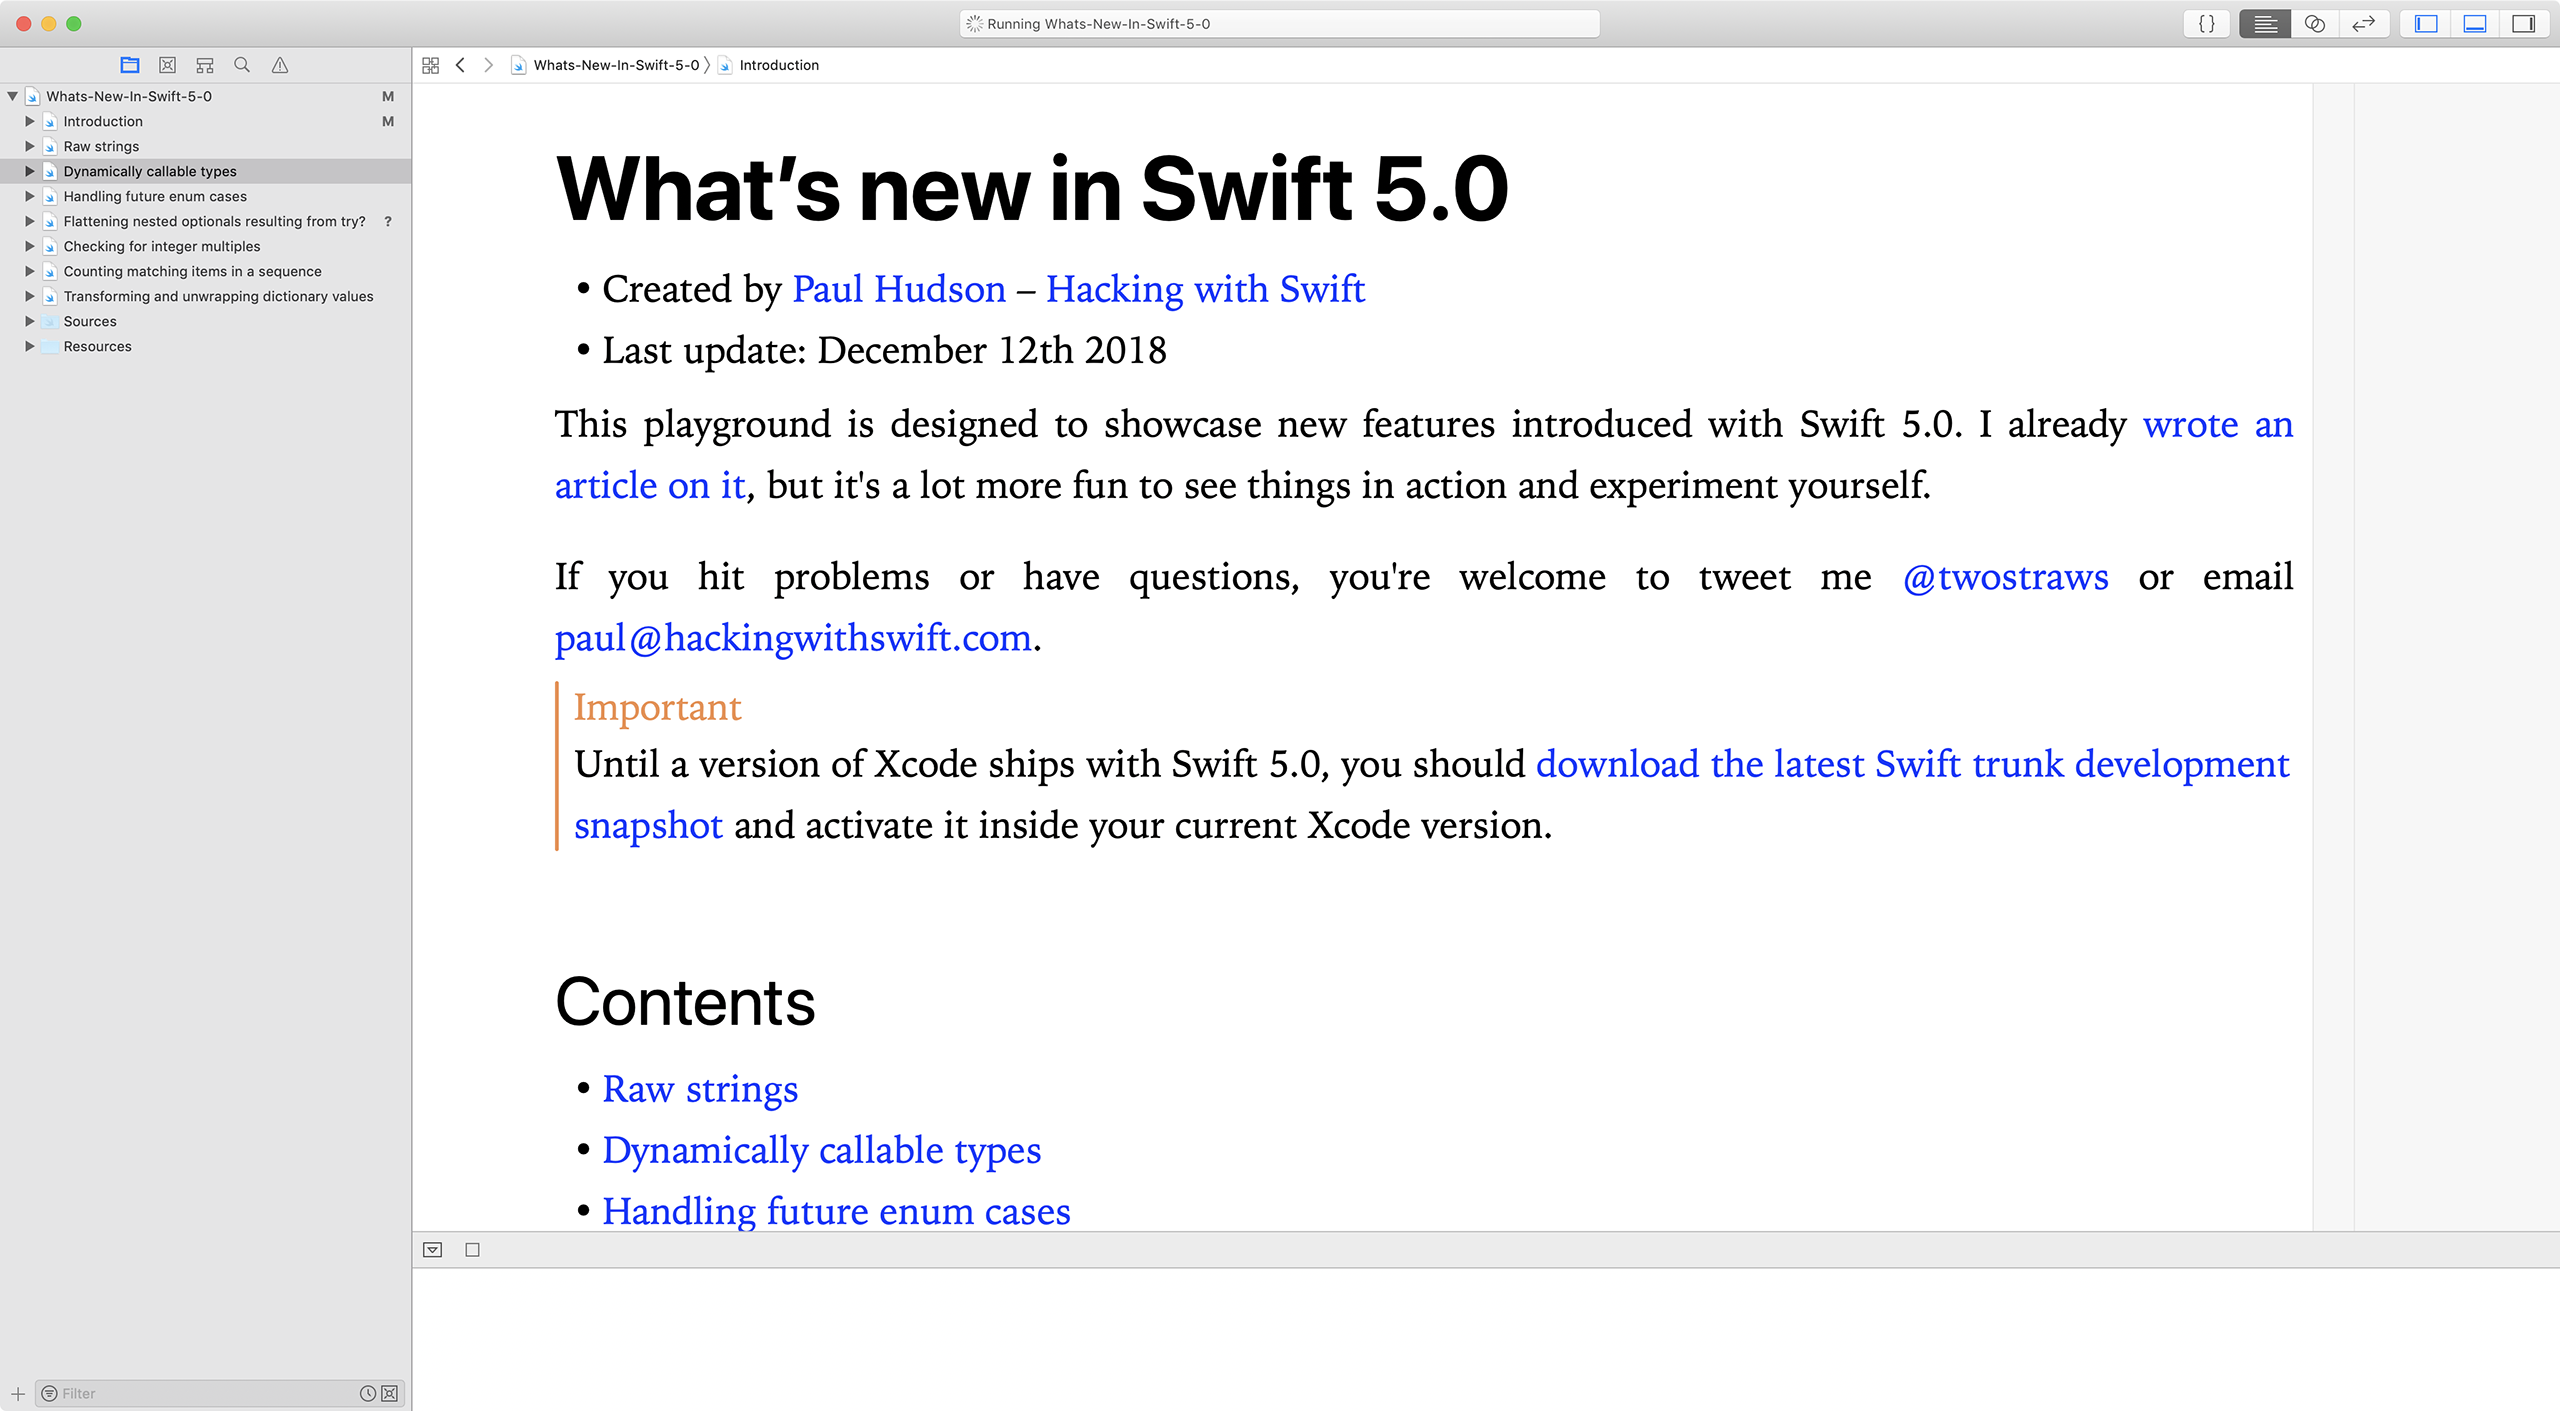 Running Whats-New-In-Swift-5-0
{ }
Whats-New-In-Swift-5-0 〉 Introduction
Whats-New-In-Swift-5-0 M
Introduction M
Raw strings
Dynamically callable types
Handling future enum cases
Flattening nested optionals resulting from try? ?
Checking for integer multiples
Counting matching items in a sequence
Transforming and unwrapping dictionary values
Sources
Resources
Filter
What’s new in Swift 5.0
• Created by Paul Hudson – Hacking with Swift
• Last update: December 12th 2018
This playground is designed to showcase new features introduced with Swift 5.0. I already wrote an
article on it, but it's a lot more fun to see things in action and experiment yourself.
If you hit problems or have questions, you're welcome to tweet me @twostraws or email
paul@hackingwithswift.com.
Important
Until a version of Xcode ships with Swift 5.0, you should download the latest Swift trunk development
snapshot and activate it inside your current Xcode version.
Contents
• Raw strings
• Dynamically callable types
• Handling future enum cases